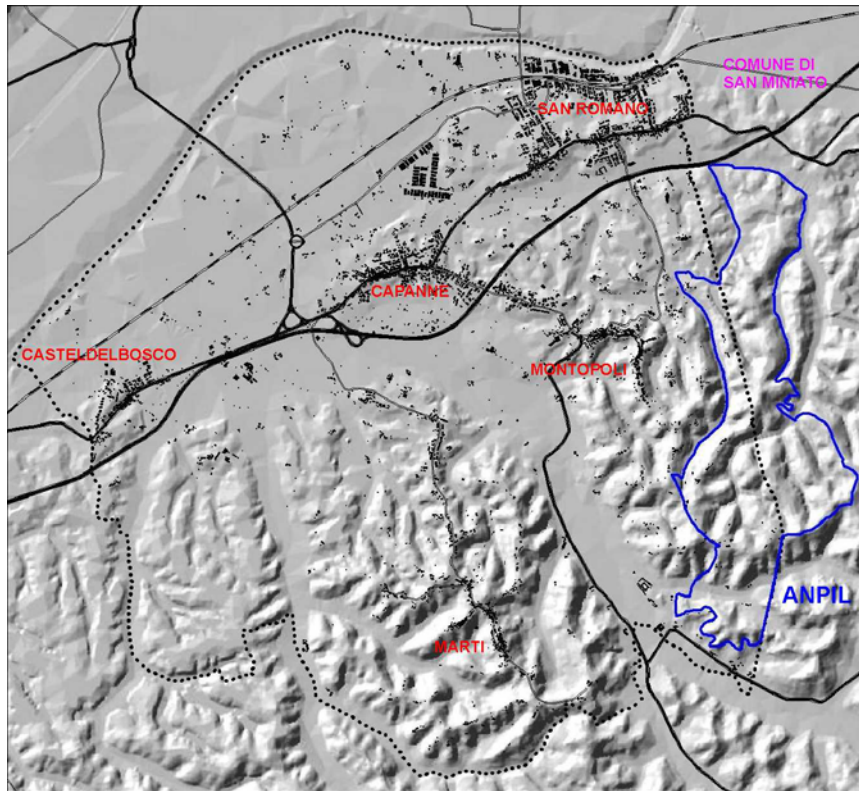 COMUNE DI
SAN MINIATO
SAN ROMANO
CAPANNE
CASTELDELBOSCO
MONTOPOLI
ANPIL
MARTI